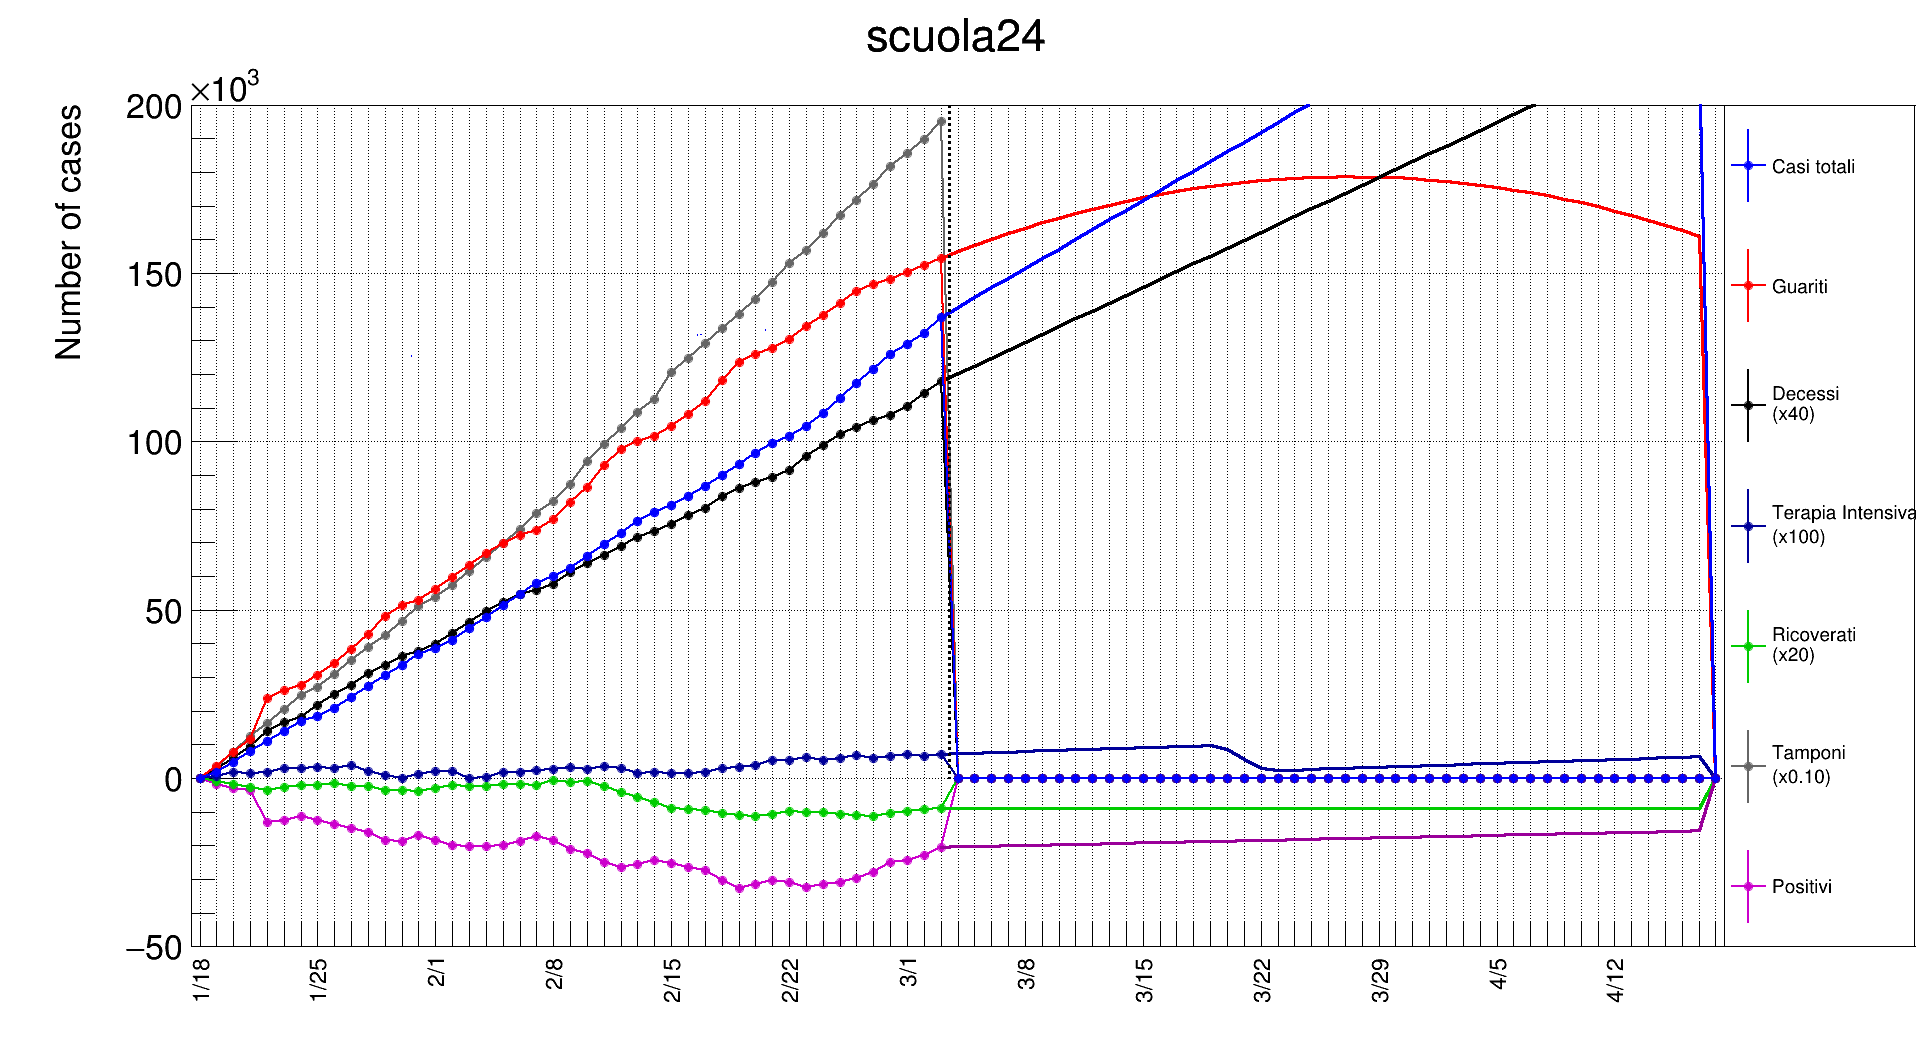 scuola24
×10³
Number of cases
200
150
100
50
0
−50
1/18
1/25
2/1
2/8
2/15
2/22
3/1
3/8
3/15
3/22
3/29
4/5
4/12
Casi totali
Guariti
Decessi
(x40)
Terapia Intensiva
(x100)
Ricoverati
(x20)
Tamponi
(x0.10)
Positivi